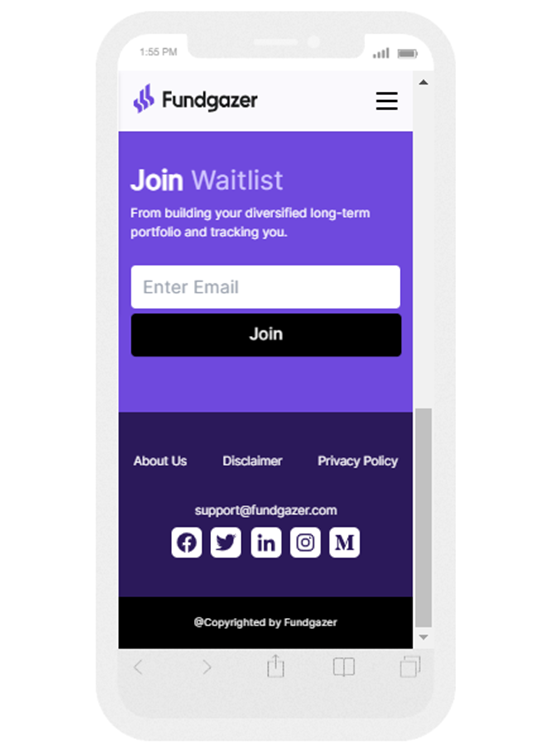 1:55 PM
Fundgazer
Join Waitlist
From building your diversified long-term
portfolio and tracking you.
Enter Email
Join
About Us Disclaimer Privacy Policy
support@fundgazer.com
@Copyrighted by Fundgazer